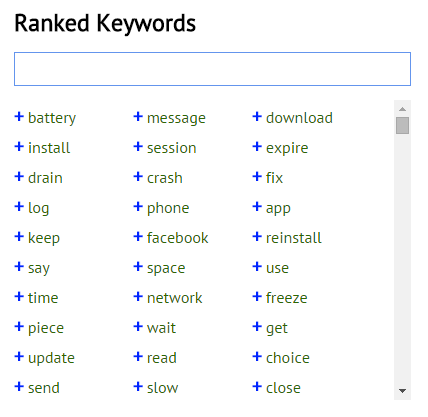 Ranked Keywords
+ battery + message + download
+ install + session + expire
+ drain + crash + fix
+ log + phone + app
+ keep + facebook + reinstall
+ say + space + use
+ time + network + freeze
+ piece + wait + get
+ update + read + choice
+ send + slow + close